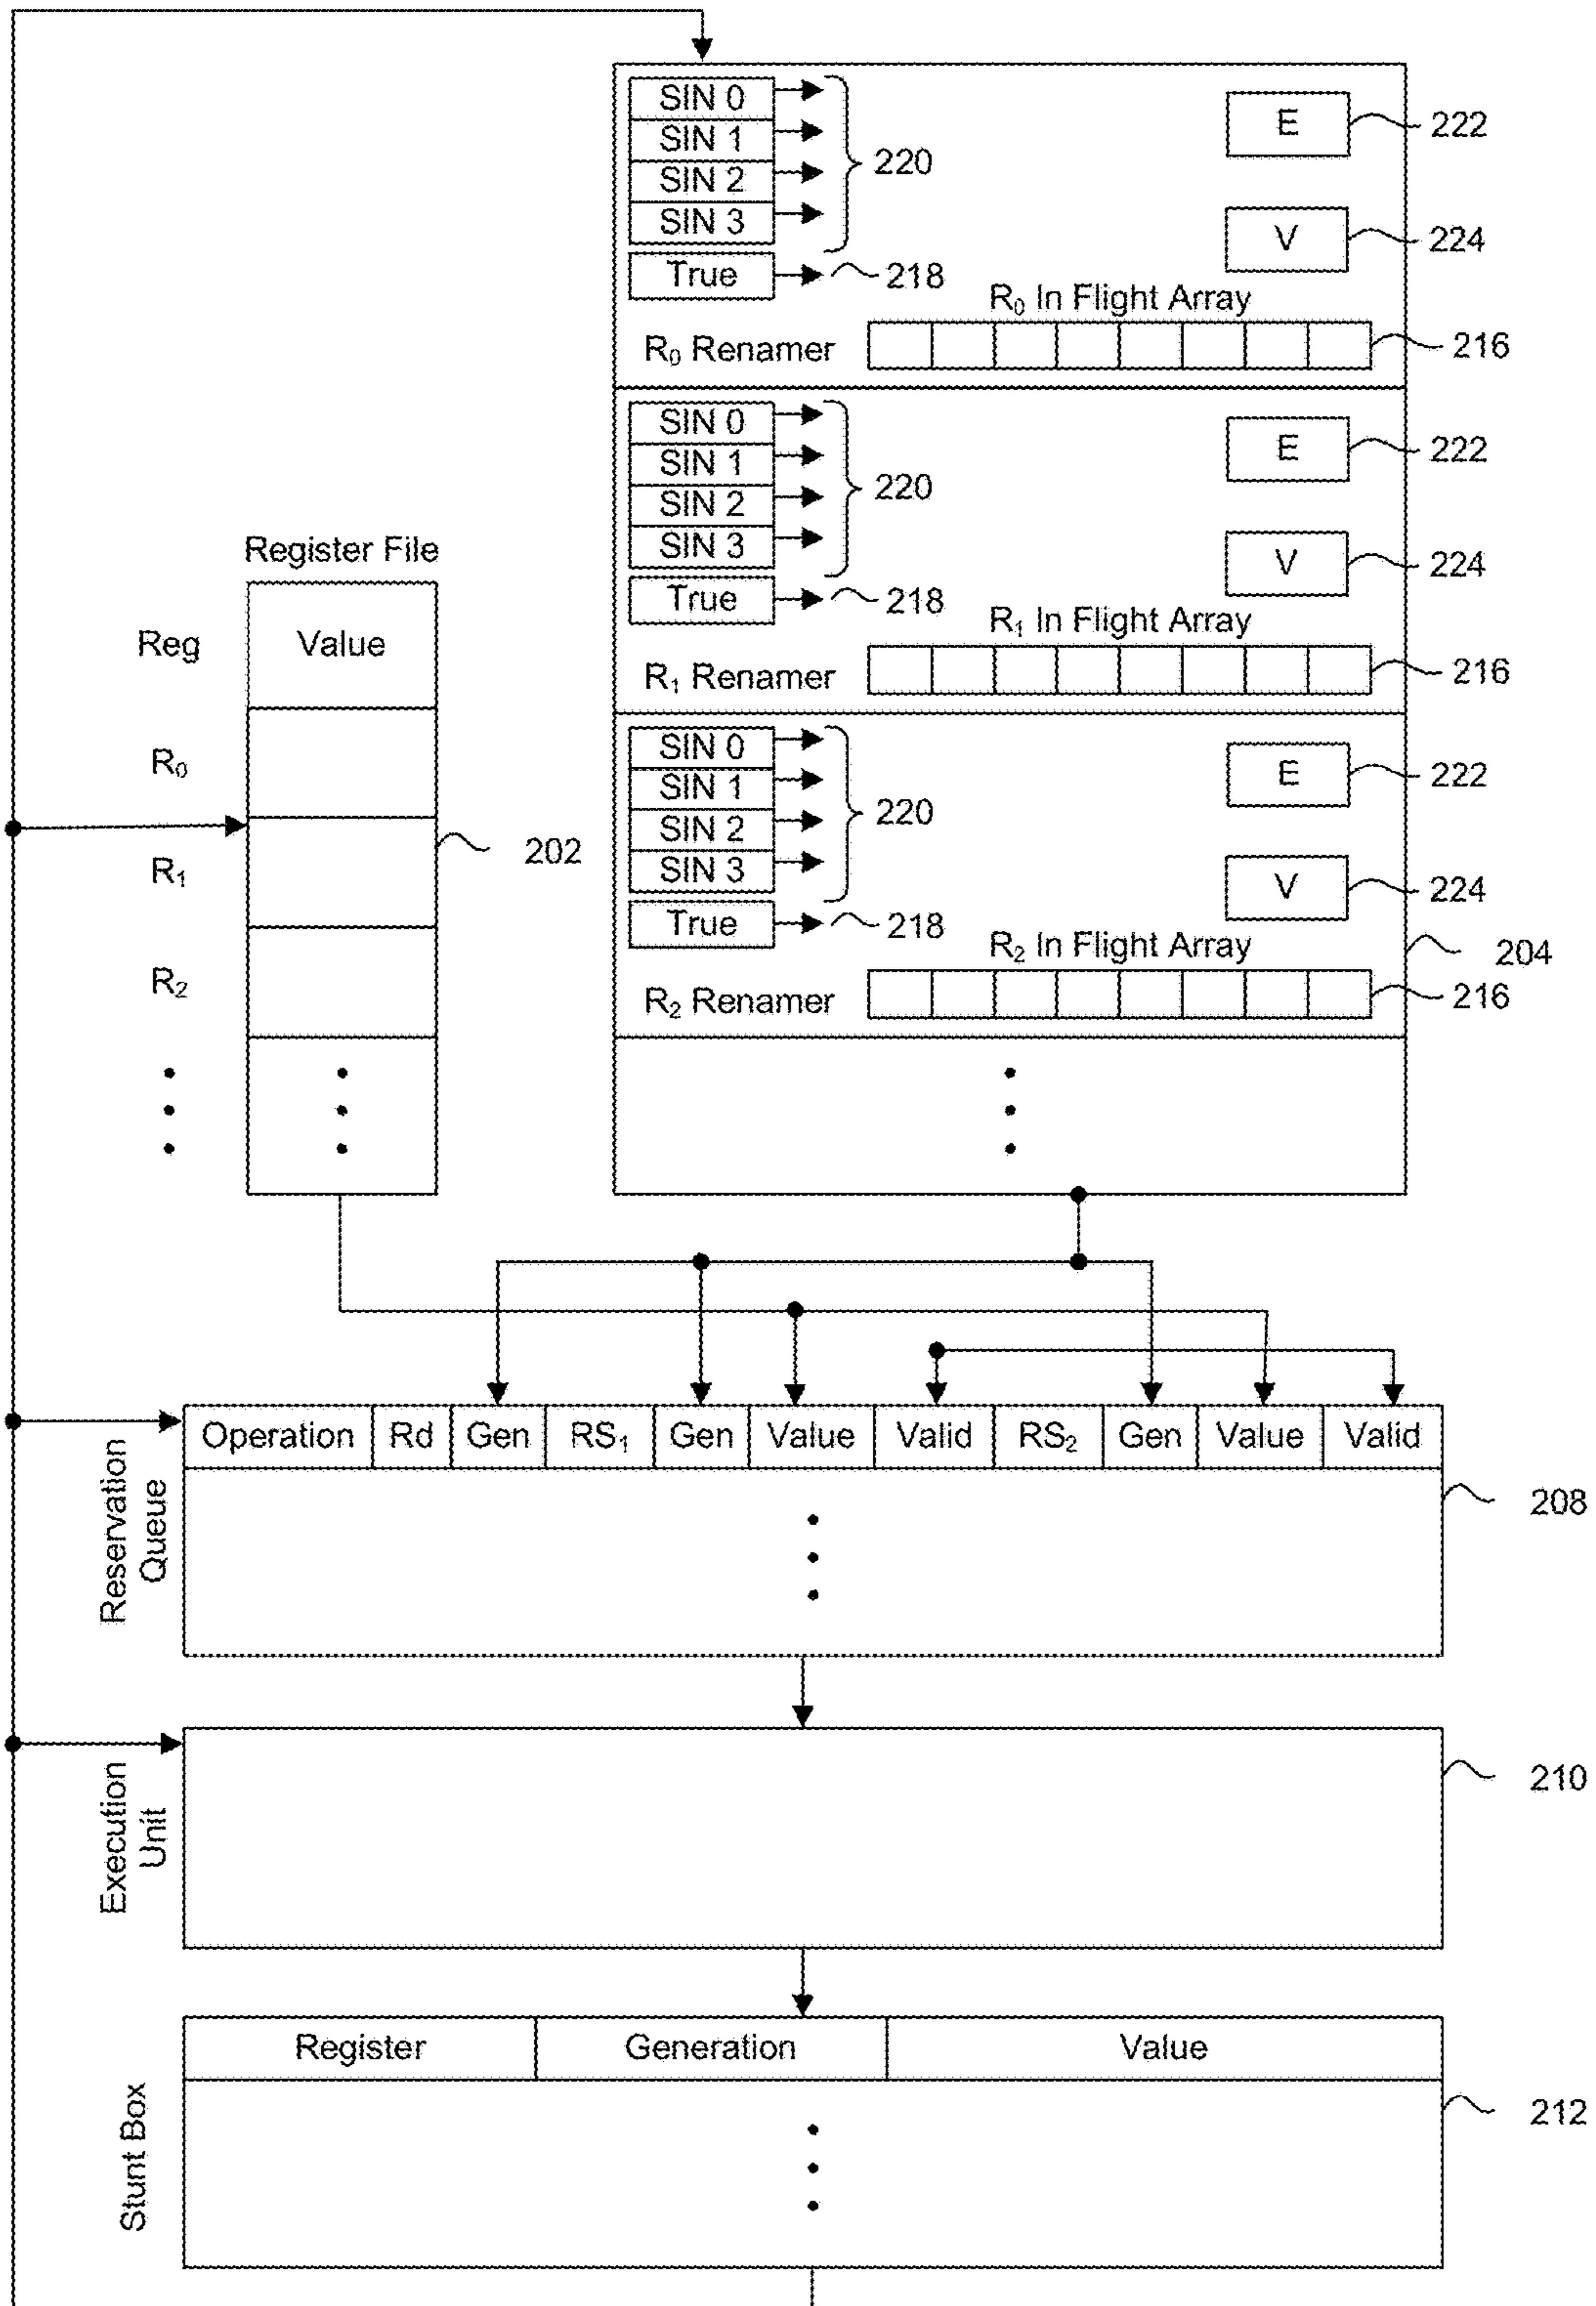 SIN 0
SIN 1
SIN 2
SIN 3
220
E
222
V
224
True
218
R₀ In Flight Array
R₀ Renamer
216
SIN 0
SIN 1
SIN 2
SIN 3
220
E
222
V
224
True
218
R₁ In Flight Array
R₁ Renamer
216
SIN 0
SIN 1
SIN 2
SIN 3
220
E
222
V
224
True
218
R₂ In Flight Array
R₂ Renamer
216
204
Register File
Reg
Value
R₀
R₁
R₂
202
Reservation
Queue
Operation Rd Gen RS₁ Gen Value Valid RS₂ Gen Value Valid
208
Execution
Unit
210
Stunt Box
Register Generation Value
212